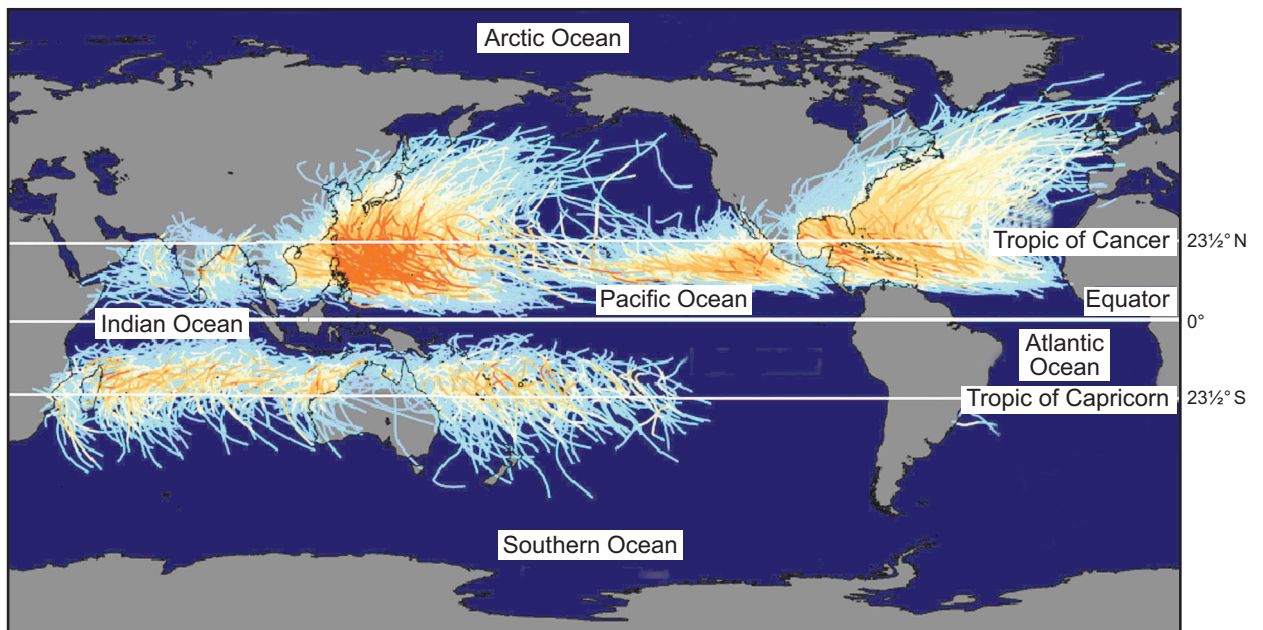 Arctic Ocean
Tropic of Cancer
23½° N
Pacific Ocean
Equator
Indian Ocean
0°
Atlantic
Ocean
Tropic of Capricorn
23½° S
Southern Ocean